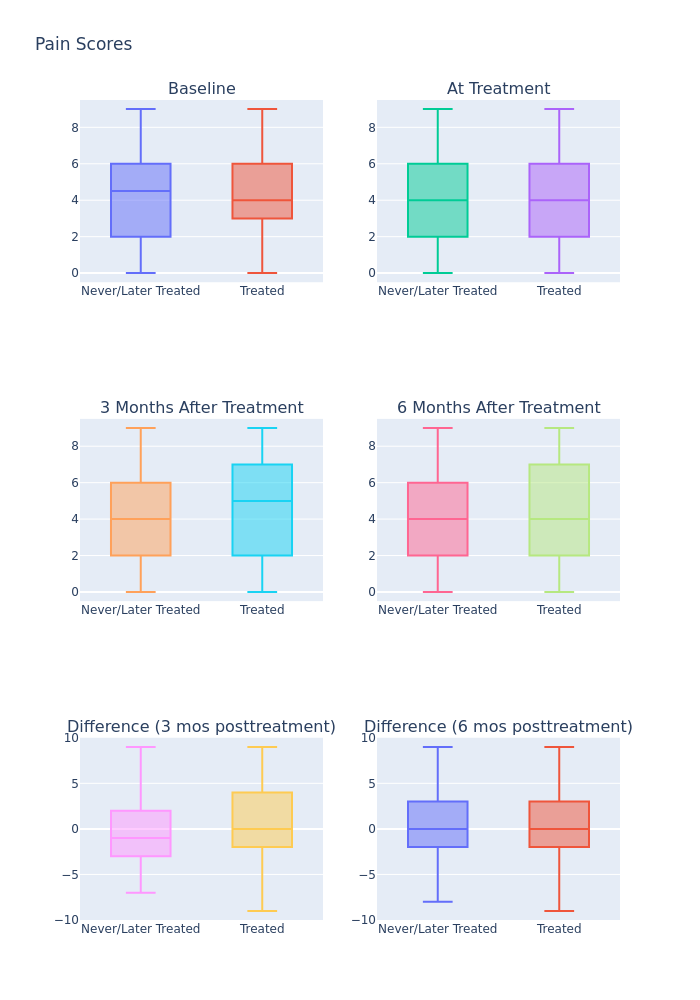 Pain Scores
Baseline
At Treatment
8
6
4
2
0
Never/Later Treated
Treated
8
6
4
2
0
Never/Later Treated
Treated
3 Months After Treatment
6 Months After Treatment
8
6
4
2
0
Never/Later Treated
Treated
8
6
4
2
0
Never/Later Treated
Treated
Difference (3 mos posttreatment)
Difference (6 mos posttreatment)
10
5
0
−5
−10
Never/Later Treated
Treated
10
5
0
−5
−10
Never/Later Treated
Treated